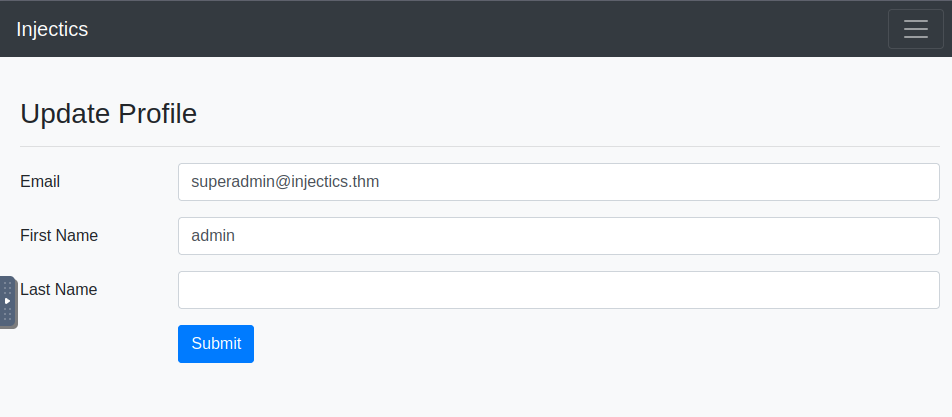 Injectics
Update Profile
Email
superadmin@injectics.thm
First Name
admin
Last Name
Submit